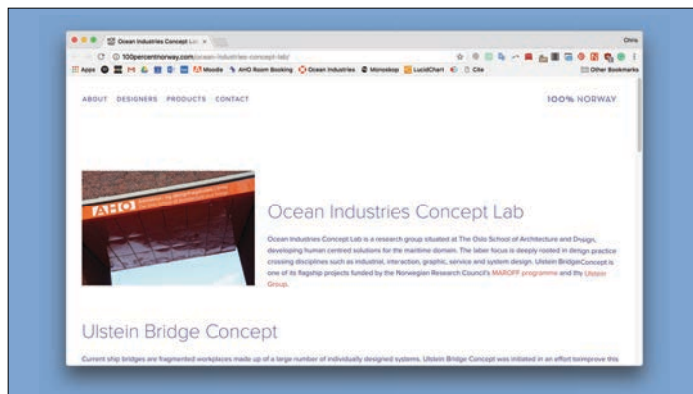 Ocean Industries Concept Lab
Chris
100percentnorway.com/ocean-industries-concept-lab/
Apps AHO Moodle AHO Room Booking Ocean Industries Monoskop LucidChart Cite Other Bookmarks
ABOUT DESIGNERS PRODUCTS CONTACT
100% NORWAY
AHO
Ocean Industries Concept Lab
Ocean Industries Concept Lab is a research group situated at The Oslo School of Architecture and Design,
developing human centred solutions for the maritime domain. The laber focus is deeply rooted in design practice
crossing disciplines such as industrial, interaction, graphic, service and system design. Ulstein BridgeConcept is
one of its flagship projects funded by the Norwegian Research Council's MAROFF programme and thy Ulstein
Group.
Ulstein Bridge Concept
Current ship bridges are fragmented workplaces made up of a large number of individually designed systems. Ulstein Bridge Concept was initiated in an effort toimprove this